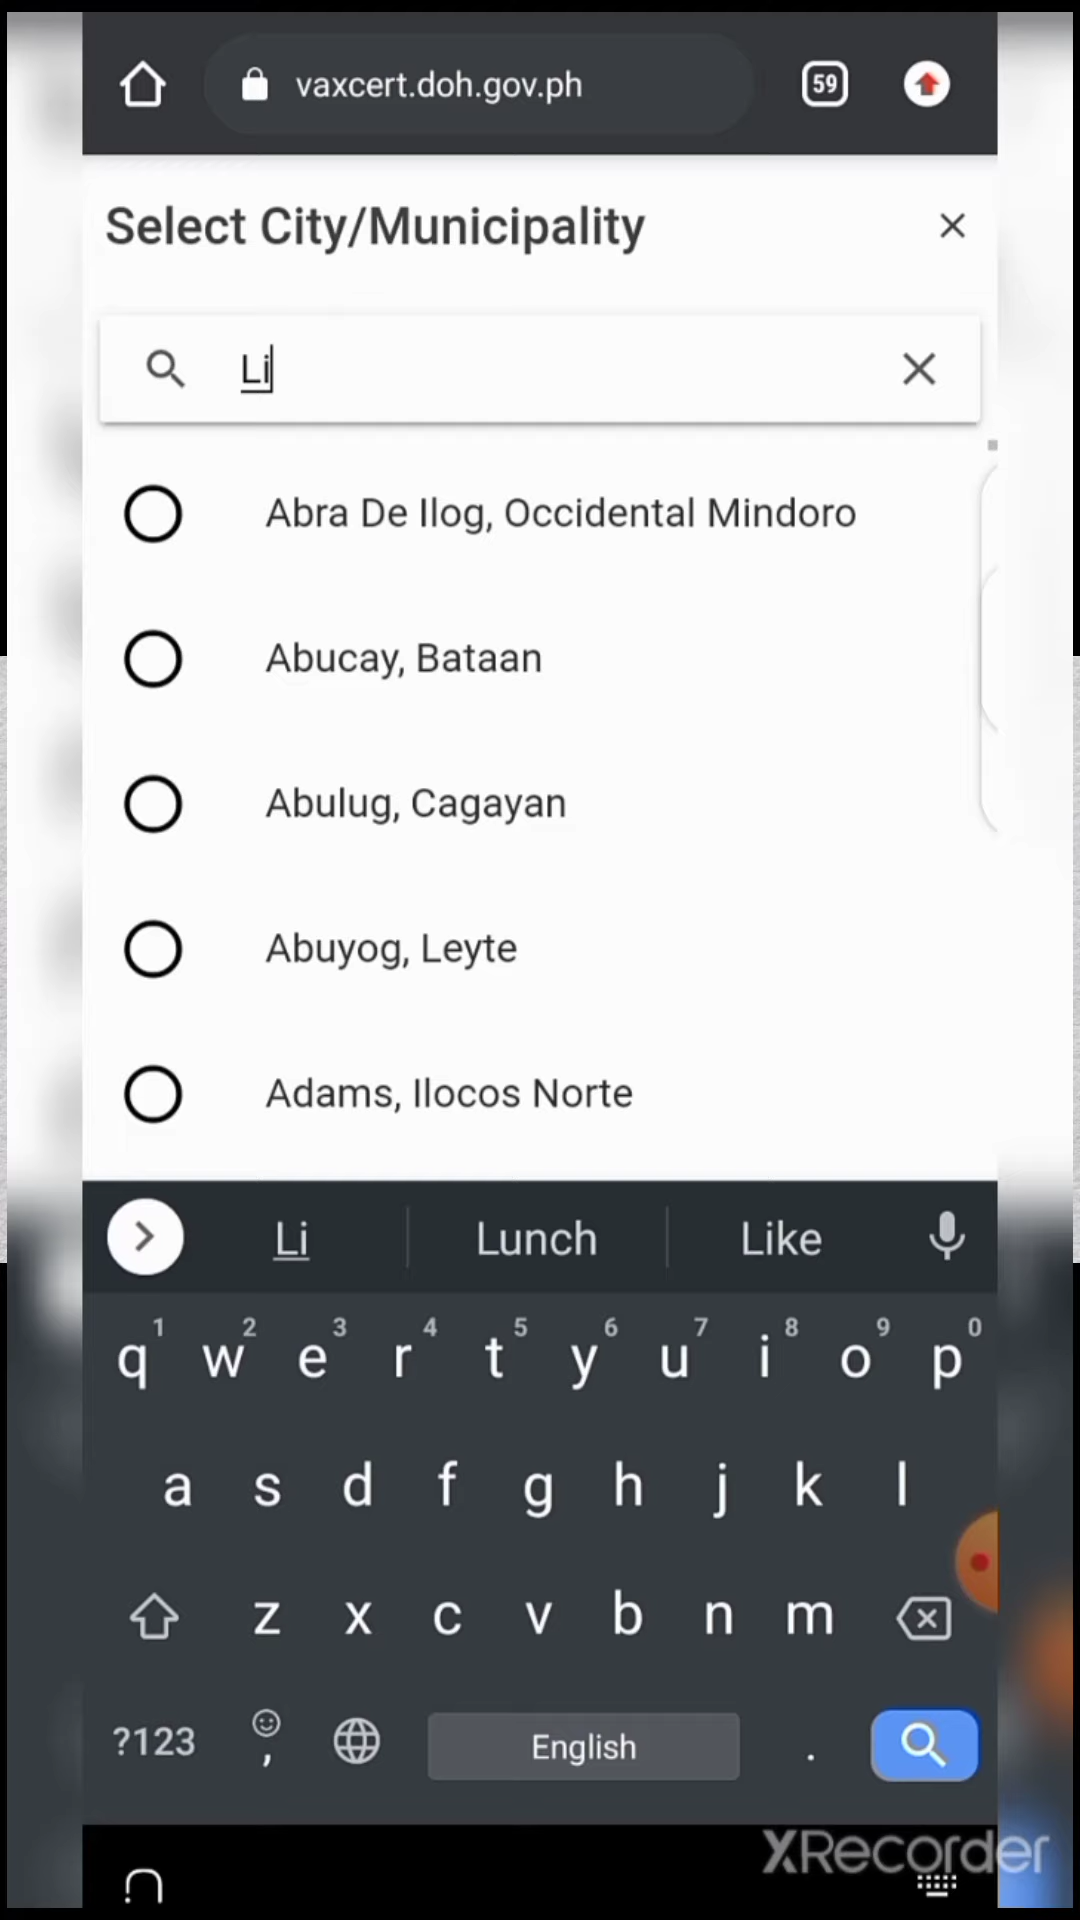 vaxcert.doh.gov.ph
59
Select City/Municipality
Li
Abra De Ilog, Occidental Mindoro
Abucay, Bataan
Abulug, Cagayan
Abuyog, Leyte
Adams, Ilocos Norte
Li Lunch Like
1 2 3 4 5 6 7 8 9 0
q w e r t y u i o p
a s d f g h j k l
z x c v b n m
?123 , English .
XRecorder